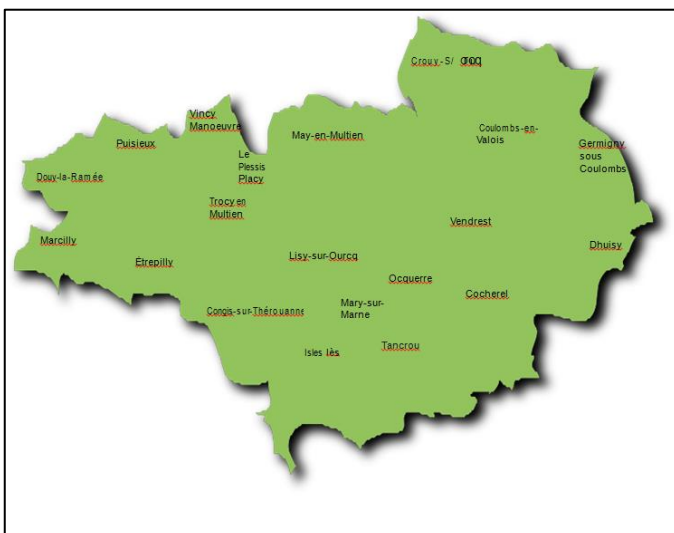 Crouy-S/
Vincy
Manoeuvre
Puisieux
May-en-Multien
Coulombs-en-
Valois
Germigny
sous
Coulombs
Le
Plessis
Placy
Douy-la-Ramée
Trocy en
Multien
Vendrest
Marcilly
Dhuisy
Étrepilly
Lisy-sur-Ourcq
Ocquerre
Cocherel
Congis-sur-Thérouanne
Mary-sur-
Marne
Isles lès
Tancrou